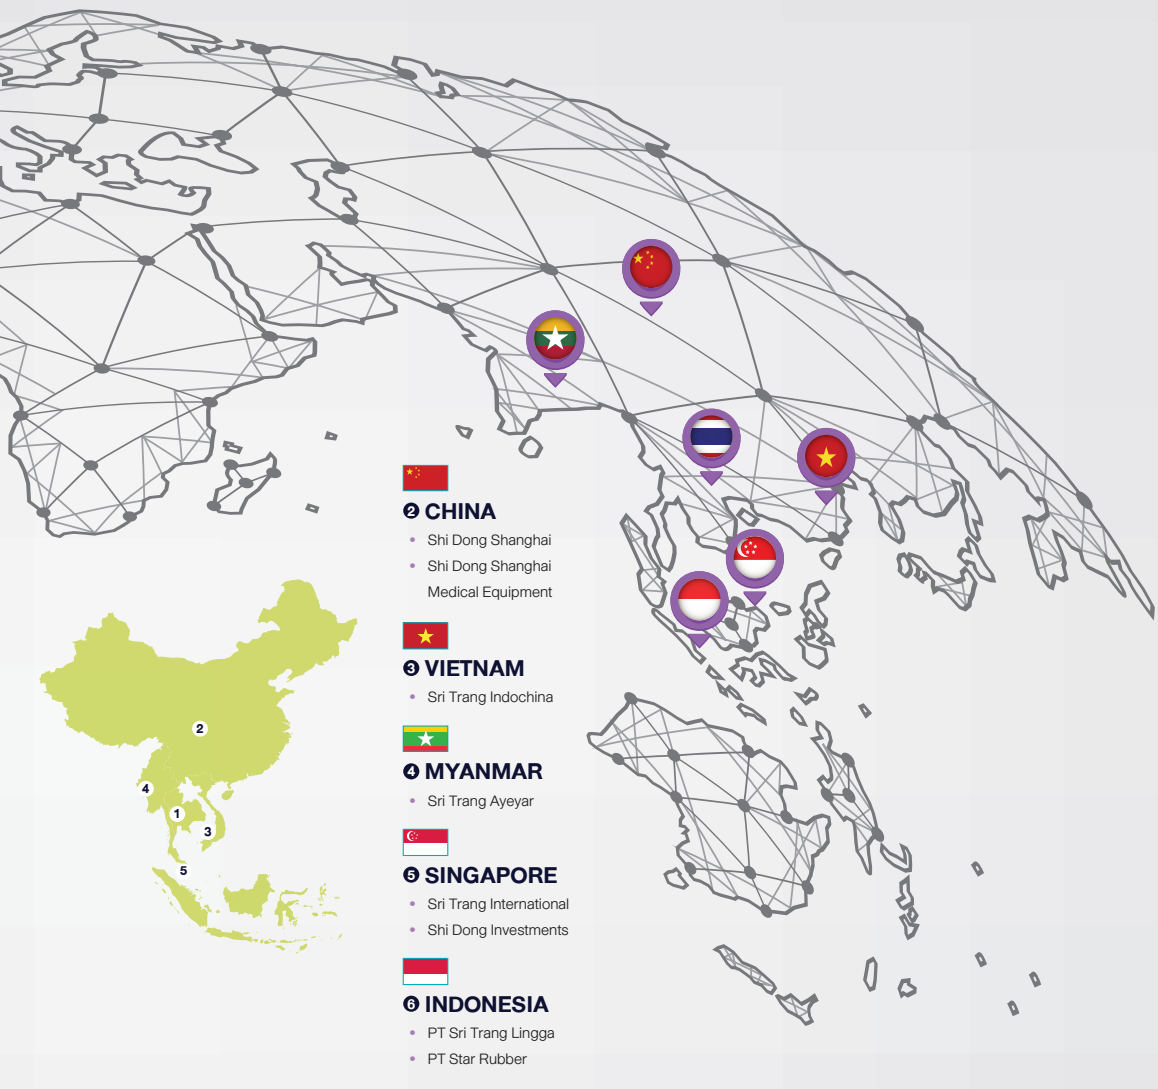 ❷ CHINA
• Shi Dong Shanghai
• Shi Dong Shanghai
Medical Equipment
❸ VIETNAM
• Sri Trang Indochina
❹ MYANMAR
• Sri Trang Ayeyar
❺ SINGAPORE
• Sri Trang International
• Shi Dong Investments
❻ INDONESIA
• PT Sri Trang Lingga
• PT Star Rubber
2
4
1
3
5